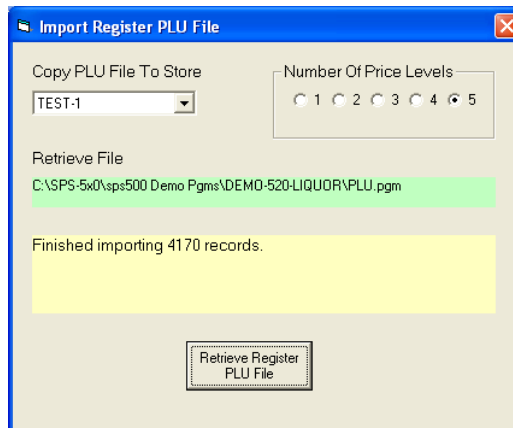 Import Register PLU File
Copy PLU File To Store
TEST-1
Number Of Price Levels
1 2 3 4 5
Retrieve File
C:\SPS-5x0\sps500 Demo Pgms\DEMO-520-LIQUOR\PLU.pgm
Finished importing 4170 records.
Retrieve Register
PLU File